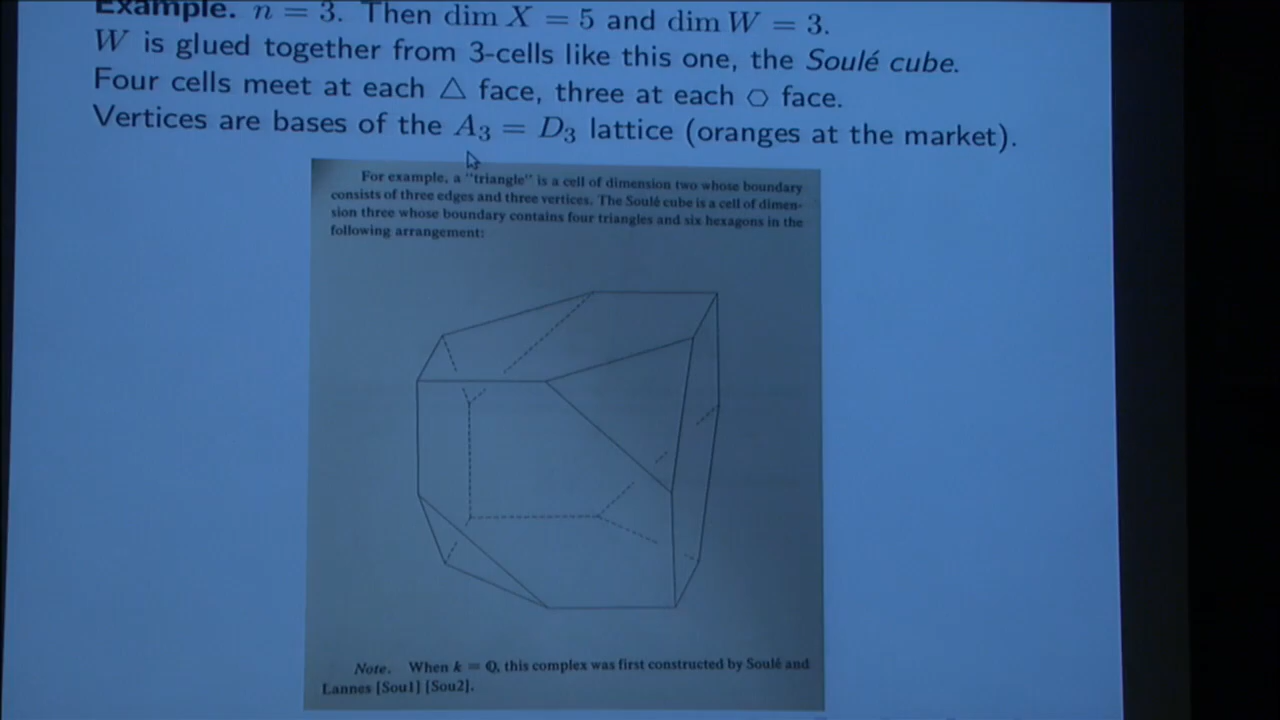 Example. n = 3. Then dim X = 5 and dim W = 3.
W is glued together from 3-cells like this one, the Soulé cube.
Four cells meet at each △ face, three at each ⬡ face.
Vertices are bases of the A₃ = D₃ lattice (oranges at the market).
For example, a "triangle" is a cell of dimension two whose boundary
consists of three edges and three vertices. The Soulé cube is a cell of dimen-
sion three whose boundary contains four triangles and six hexagons in the
following arrangement:
Note. When k = Q, this complex was first constructed by Soulé and
Lannes [Sou1] [Sou2].